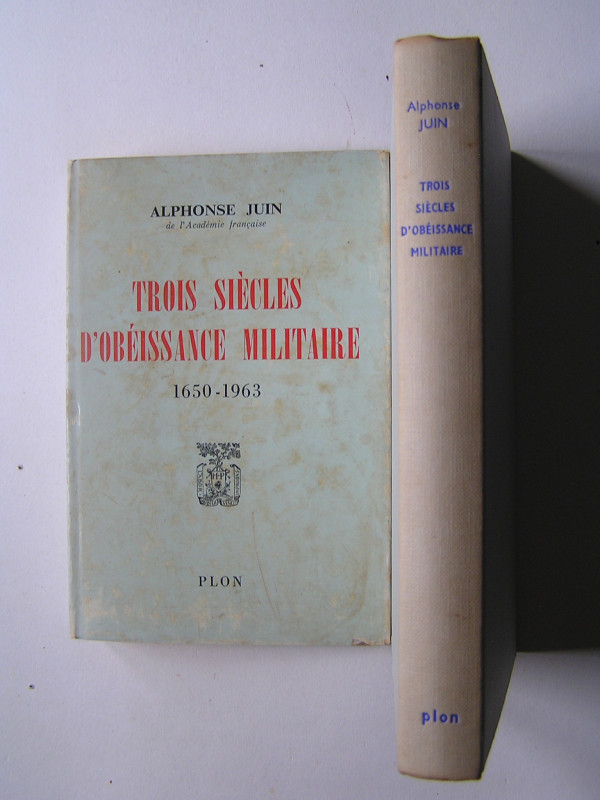 ALPHONSE JUIN
de l'Académie française
TROIS SIÈCLES
D'OBÉISSANCE MILITAIRE
1650-1963
PLON
Alphonse
JUIN
TROIS
SIÈCLES
D'OBÉISSANCE
MILITAIRE
plon